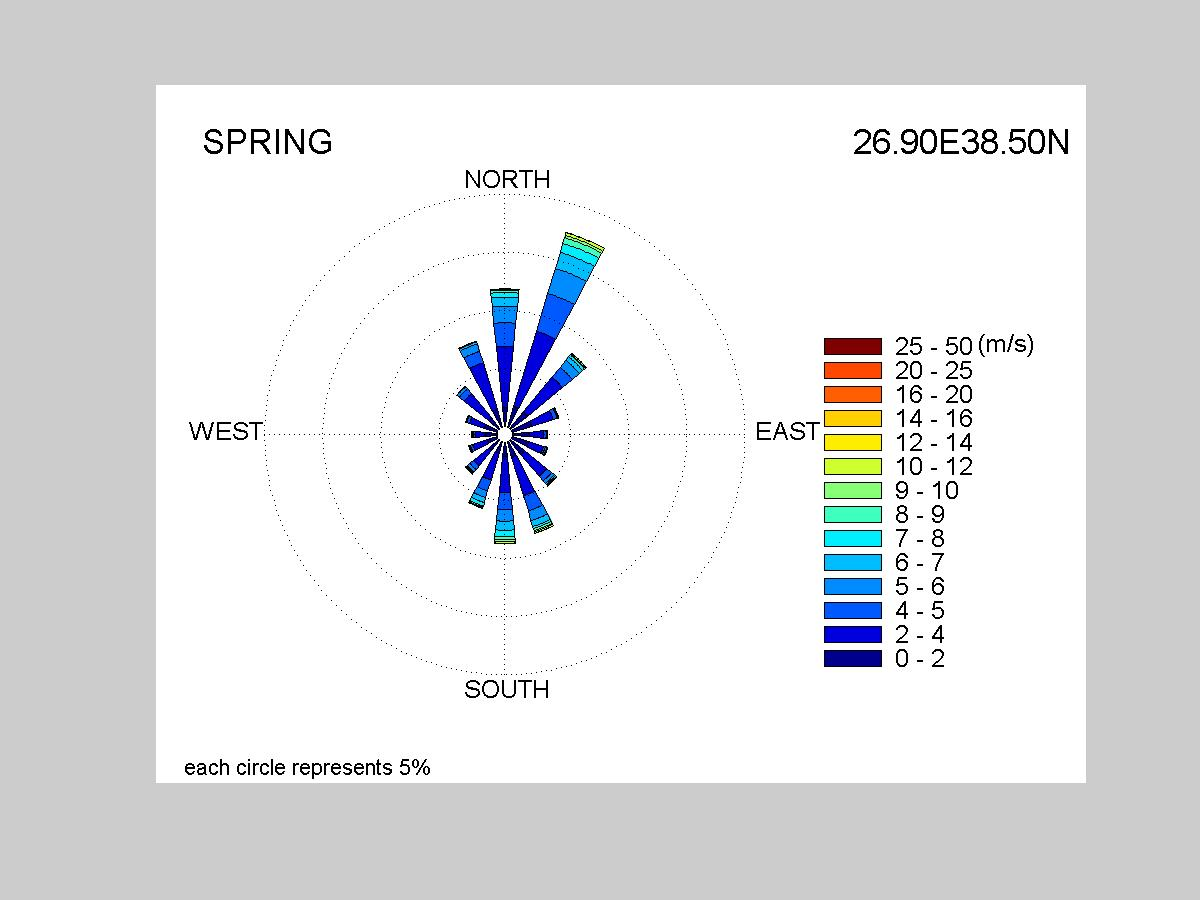 SPRING
26.90E38.50N
NORTH
WEST
EAST
SOUTH
25 - 50 (m/s)
20 - 25
16 - 20
14 - 16
12 - 14
10 - 12
9 - 10
8 - 9
7 - 8
6 - 7
5 - 6
4 - 5
2 - 4
0 - 2
each circle represents 5%